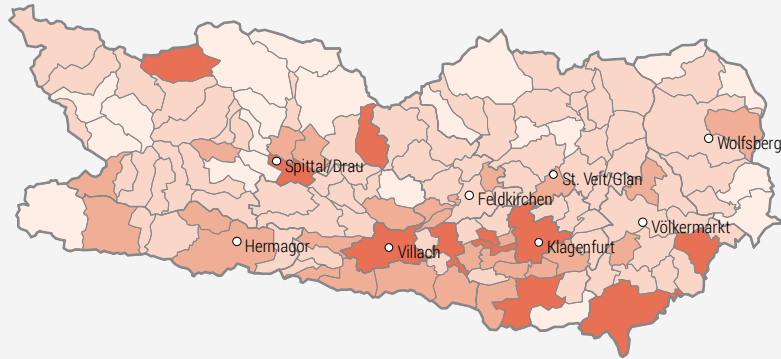 Wolfsberg
Spittal/Drau
St. Veit/Glan
Feldkirchen
Völkermarkt
Hermagor
Villach
Klagenfurt